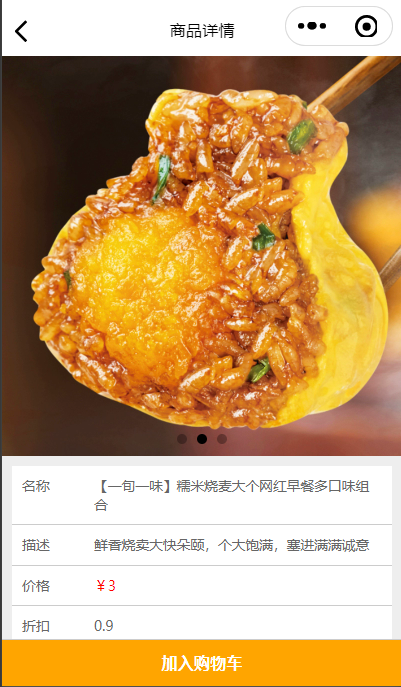 商品详情
名称 【一旬一味】糯米烧麦大个网红早餐多口味组
合
描述 鲜香烧卖大快朵颐，个大饱满，塞进满满诚意
价格 ￥3
折扣 0.9
加入购物车